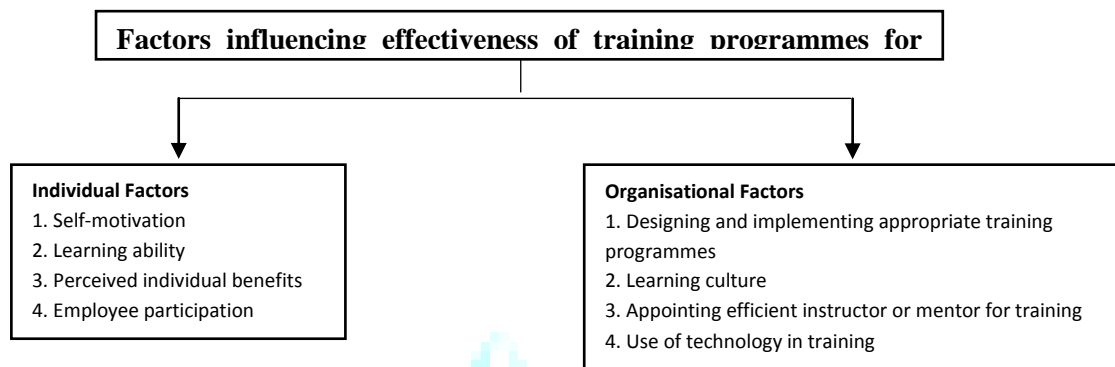 Factors influencing effectiveness of training programmes for
Individual Factors
1. Self-motivation
2. Learning ability
3. Perceived individual benefits
4. Employee participation
Organisational Factors
1. Designing and implementing appropriate training
programmes
2. Learning culture
3. Appointing efficient instructor or mentor for training
4. Use of technology in training